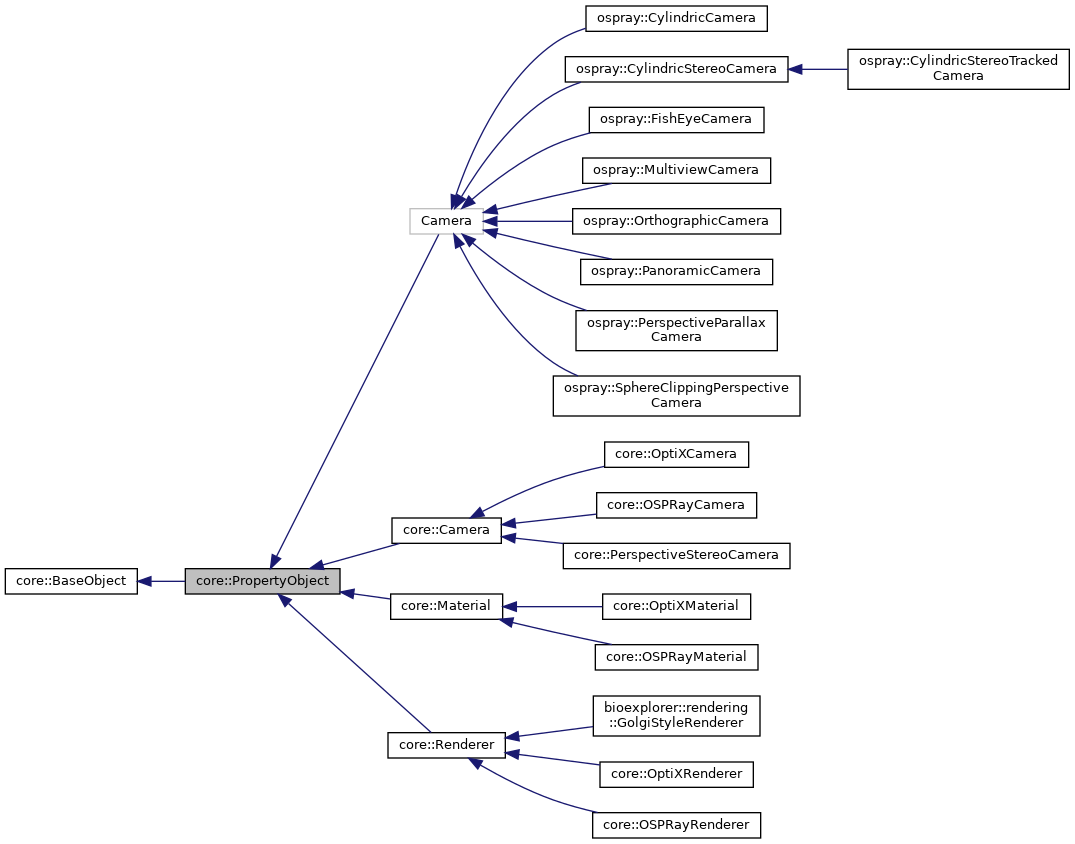 ospray::CylindricCamera
ospray::CylindricStereoCamera
ospray::CylindricStereoTracked
Camera
ospray::FishEyeCamera
ospray::MultiviewCamera
Camera
ospray::OrthographicCamera
ospray::PanoramicCamera
ospray::PerspectiveParallax
Camera
ospray::SphereClippingPerspective
Camera
core::OptiXCamera
core::OSPRayCamera
core::Camera
core::PerspectiveStereoCamera
core::BaseObject
core::PropertyObject
core::Material
core::OptiXMaterial
core::OSPRayMaterial
bioexplorer::rendering
::GolgiStyleRenderer
core::Renderer
core::OptiXRenderer
core::OSPRayRenderer